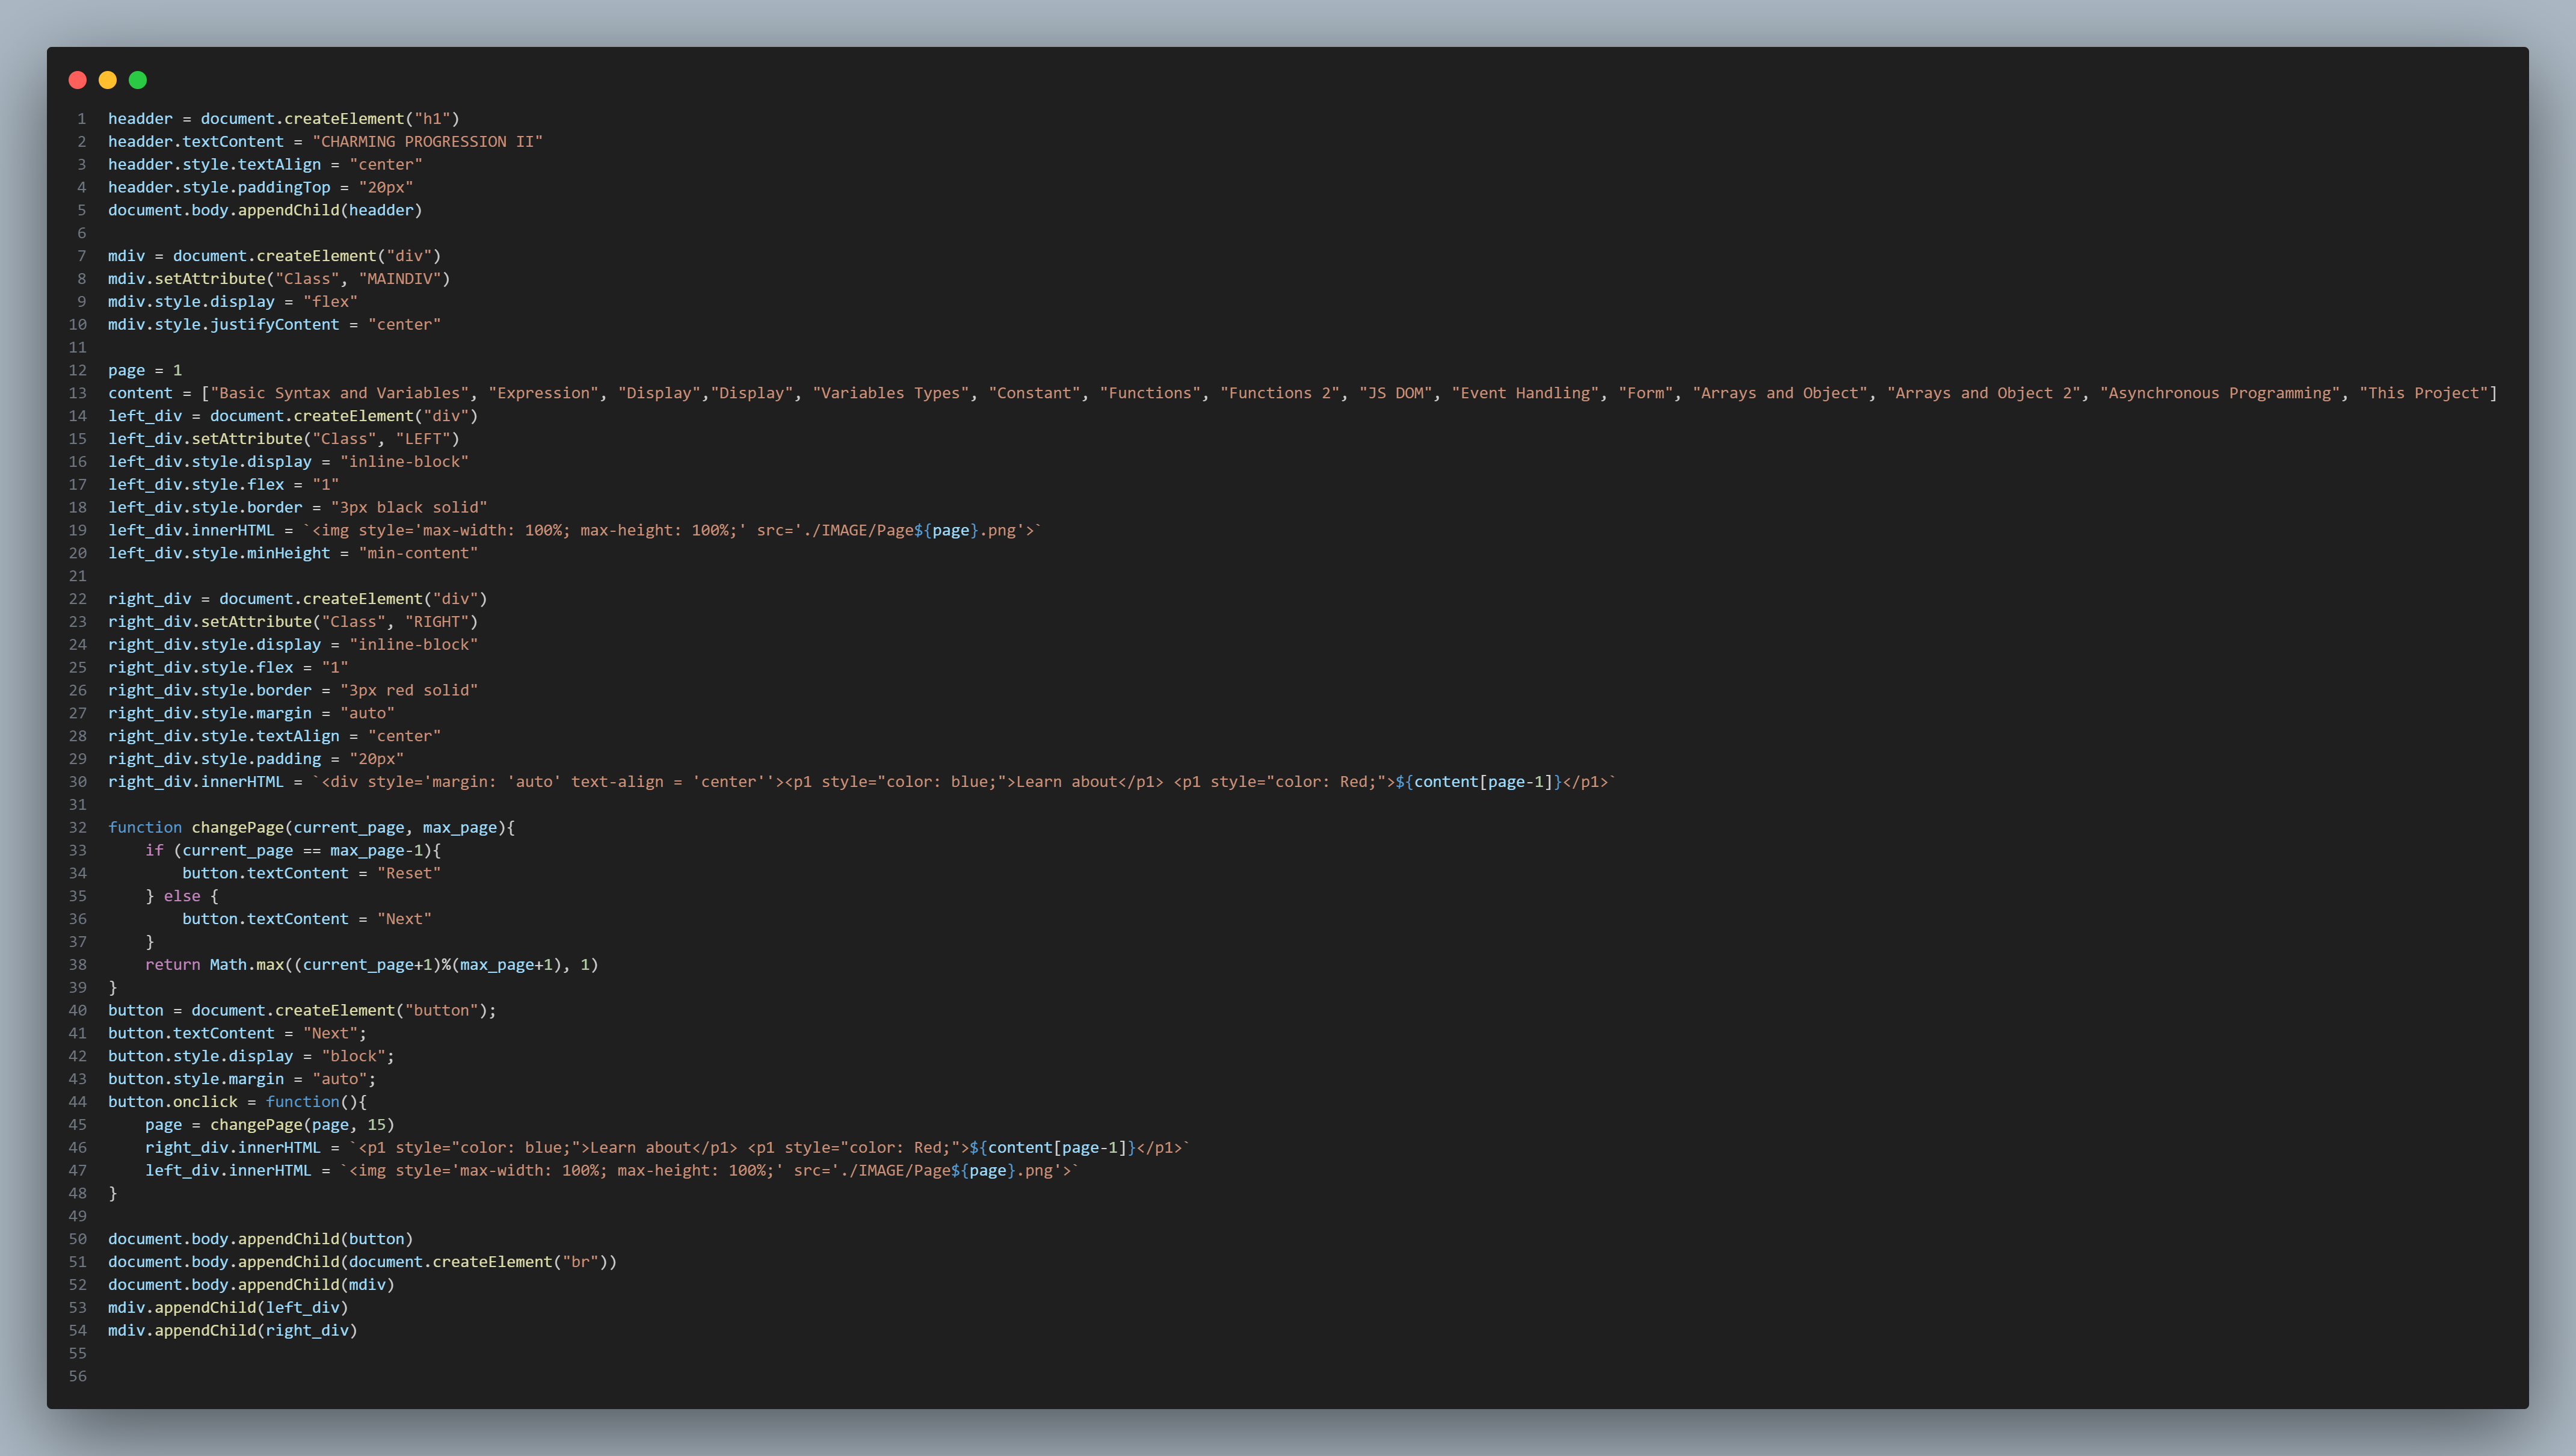 1 headder = document.createElement("h1")
2 headder.textContent = "CHARMING PROGRESSION II"
3 headder.style.textAlign = "center"
4 headder.style.paddingTop = "20px"
5 document.body.appendChild(headder)
6
7 mdiv = document.createElement("div")
8 mdiv.setAttribute("Class", "MAINDIV")
9 mdiv.style.display = "flex"
10 mdiv.style.justifyContent = "center"
11
12 page = 1
13 content = ["Basic Syntax and Variables", "Expression", "Display","Display", "Variables Types", "Constant", "Functions", "Functions 2", "JS DOM", "Event Handling", "Form", "Arrays and Object", "Arrays and Object 2", "Asynchronous Programming", "This Project"]
14 left_div = document.createElement("div")
15 left_div.setAttribute("Class", "LEFT")
16 left_div.style.display = "inline-block"
17 left_div.style.flex = "1"
18 left_div.style.border = "3px black solid"
19 left_div.innerHTML = `<img style='max-width: 100%; max-height: 100%;' src='./IMAGE/Page${page}.png'>`
20 left_div.style.minHeight = "min-content"
21
22 right_div = document.createElement("div")
23 right_div.setAttribute("Class", "RIGHT")
24 right_div.style.display = "inline-block"
25 right_div.style.flex = "1"
26 right_div.style.border = "3px red solid"
27 right_div.style.margin = "auto"
28 right_div.style.textAlign = "center"
29 right_div.style.padding = "20px"
30 right_div.innerHTML = `<div style='margin: 'auto' text-align = 'center''><p1 style="color: blue;">Learn about</p1> <p1 style="color: Red;">${content[page-1]}</p1>`
31
32 function changePage(current_page, max_page){
33     if (current_page == max_page-1){
34         button.textContent = "Reset"
35     } else {
36         button.textContent = "Next"
37     }
38     return Math.max((current_page+1)%(max_page+1), 1)
39 }
40 button = document.createElement("button");
41 button.textContent = "Next";
42 button.style.display = "block";
43 button.style.margin = "auto";
44 button.onclick = function(){
45     page = changePage(page, 15)
46     right_div.innerHTML = `<p1 style="color: blue;">Learn about</p1> <p1 style="color: Red;">${content[page-1]}</p1>`
47     left_div.innerHTML = `<img style='max-width: 100%; max-height: 100%;' src='./IMAGE/Page${page}.png'>`
48 }
49
50 document.body.appendChild(button)
51 document.body.appendChild(document.createElement("br"))
52 document.body.appendChild(mdiv)
53 mdiv.appendChild(left_div)
54 mdiv.appendChild(right_div)
55
56